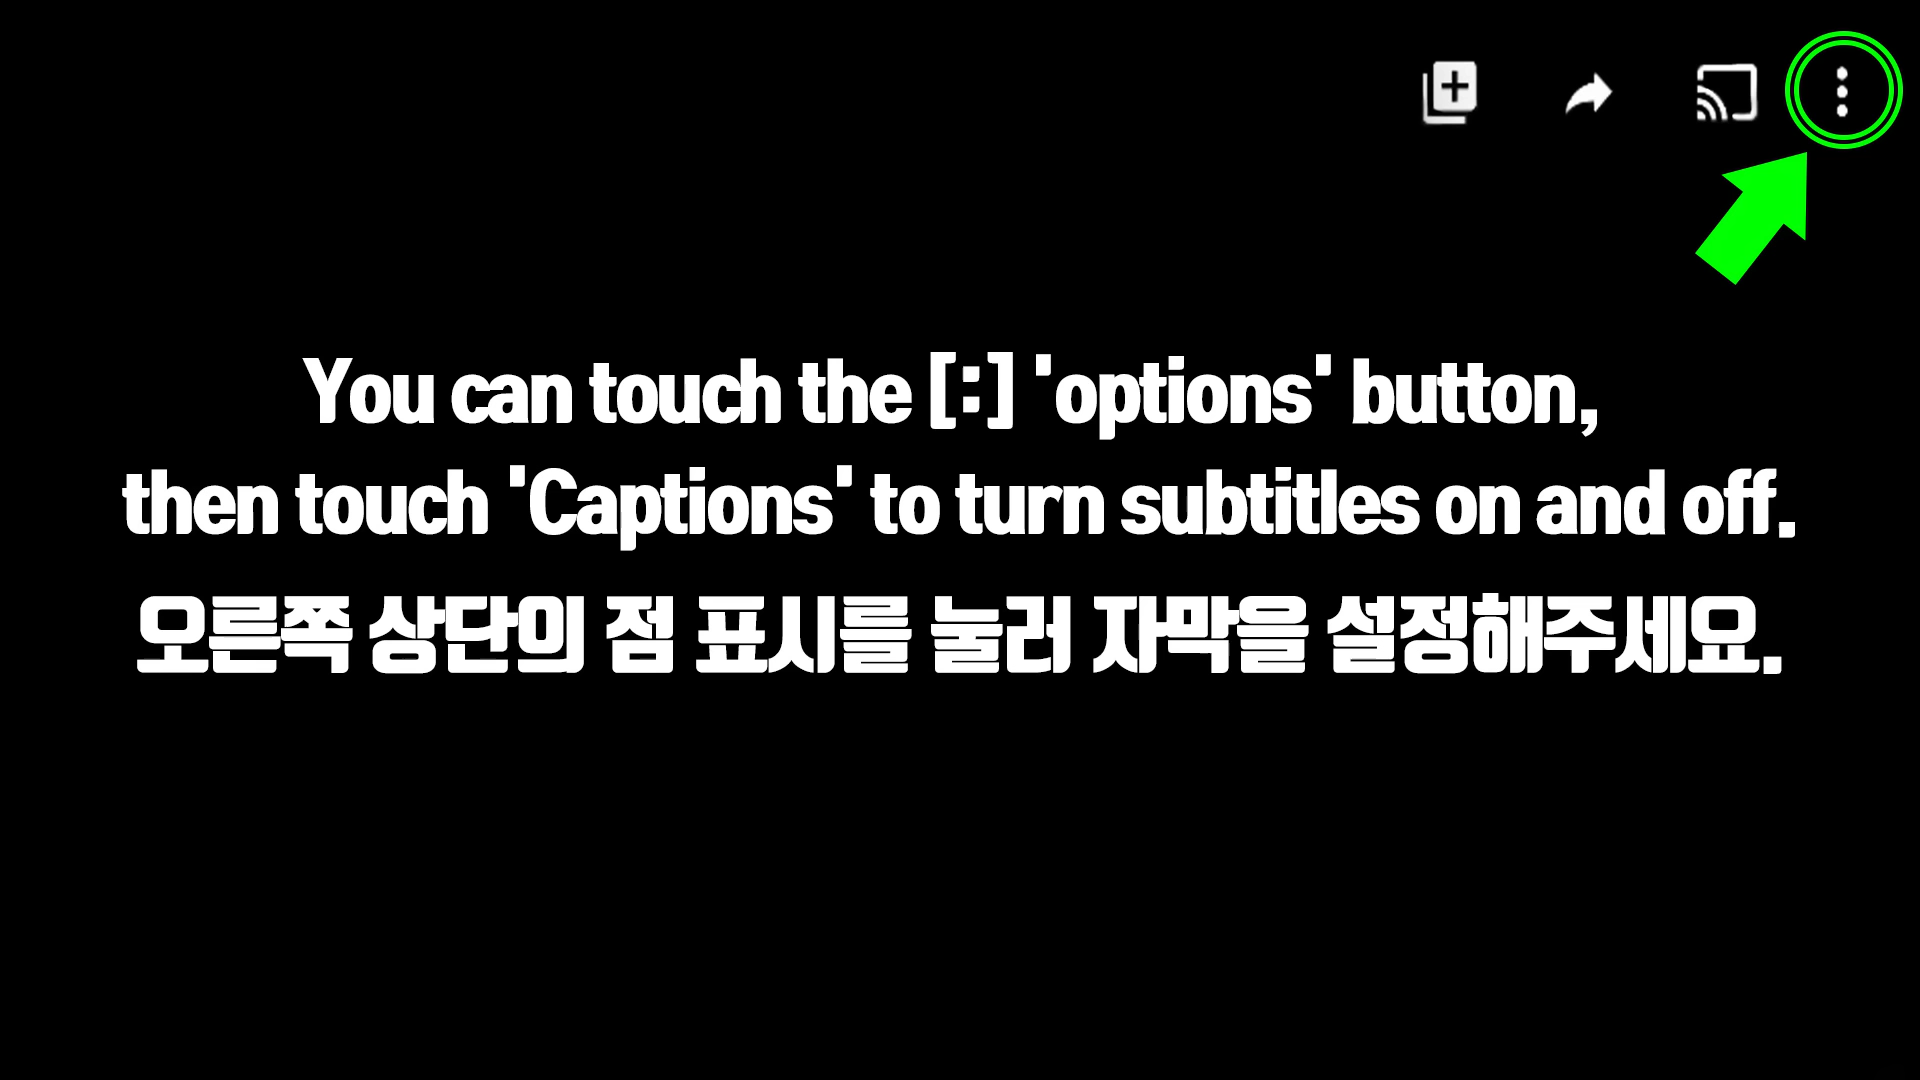 You can touch the [:] 'options' button,
then touch 'Captions' to turn subtitles on and off.
오른쪽 상단의 점 표시를 눌러 자막을 설정해주세요.